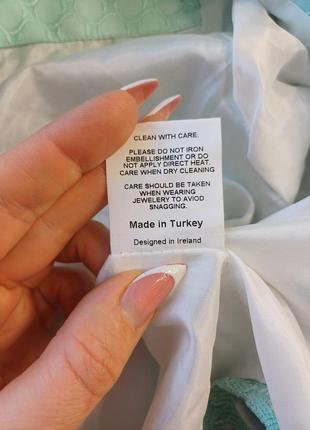 CLEAN WITH CARE.
PLEASE DO NOT IRON
EMBELLISHMENT OR DO
NOT APPLY DIRECT HEAT.
CARE WHEN DRY CLEANING
CARE SHOULD BE TAKEN
WHEN WEARING
JEWELERY TO AVIOD
SNAGGING.
Made in Turkey
Designed in Ireland